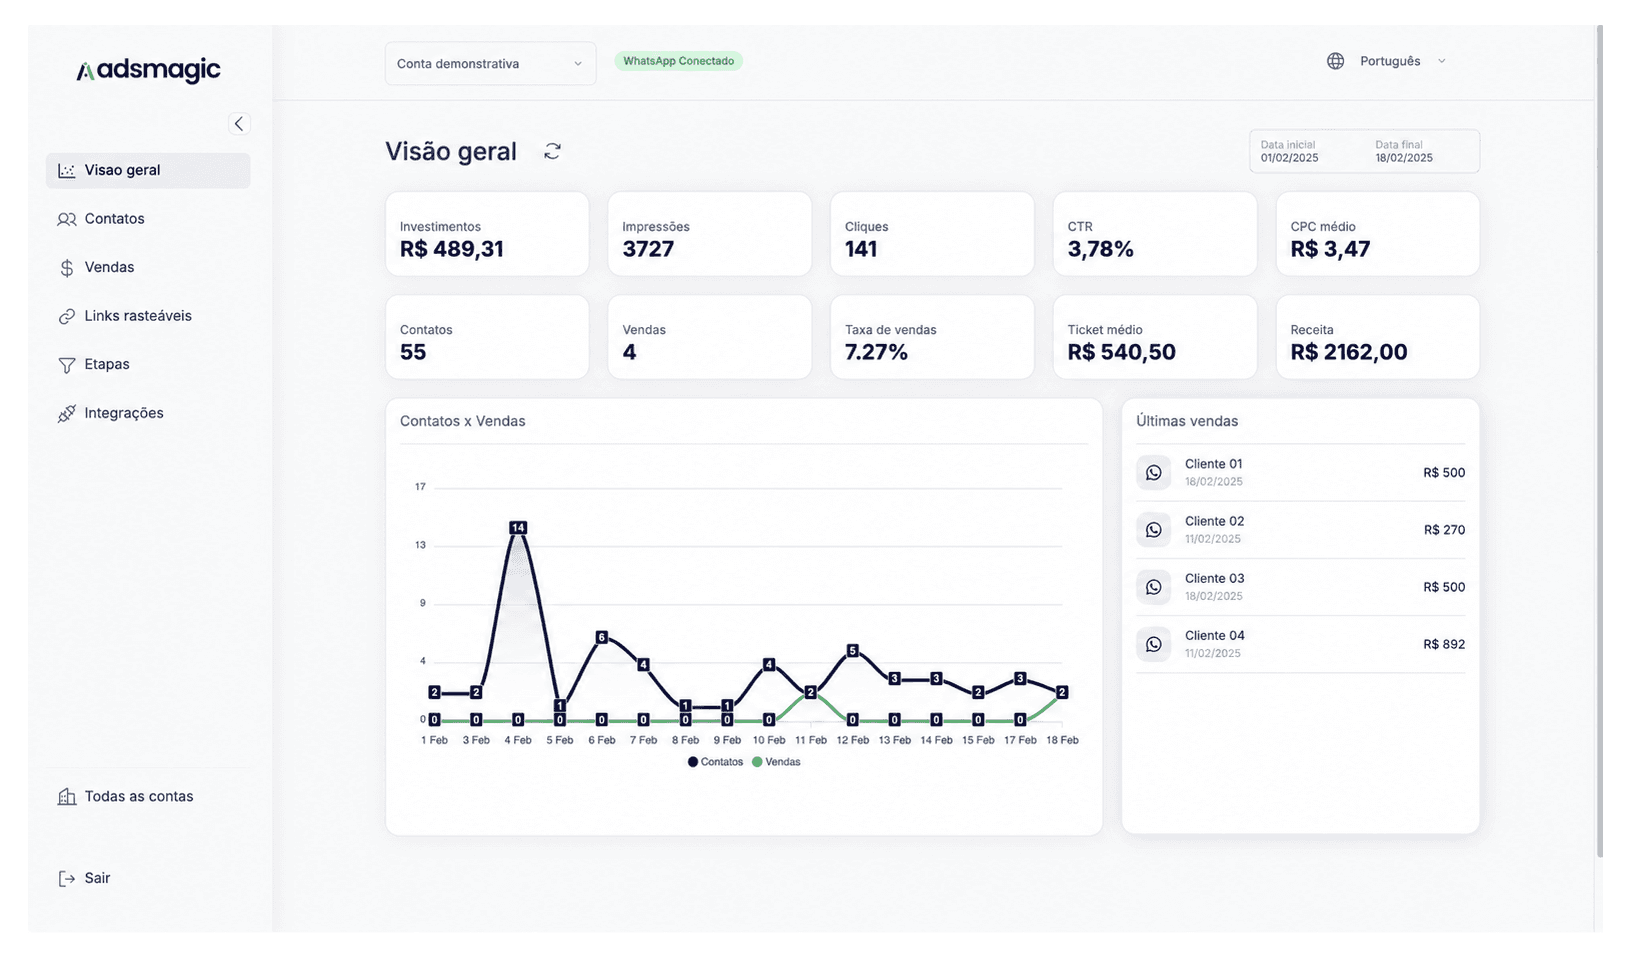 adsmagic
Conta demonstrativa
WhatsApp Conectado
Português
Visao geral
Contatos
Vendas
Links rasteáveis
Etapas
Integrações
Todas as contas
Sair
Visão geral
Data inicial
01/02/2025
Data final
18/02/2025
Investimentos
R$ 489,31
Impressões
3727
Cliques
141
CTR
3,78%
CPC médio
R$ 3,47
Contatos
55
Vendas
4
Taxa de vendas
7.27%
Ticket médio
R$ 540,50
Receita
R$ 2162,00
Contatos x Vendas
17
13
9
4
0
2 2 14 1 6 4 1 1 4 2 5 3 3 2 3 2
0 0 0 0 0 0 0 0 0 0 0 0 0 0
1 Feb 3 Feb 4 Feb 5 Feb 6 Feb 7 Feb 8 Feb 9 Feb 10 Feb 11 Feb 12 Feb 13 Feb 14 Feb 15 Feb 17 Feb 18 Feb
Contatos Vendas
Últimas vendas
Cliente 01
18/02/2025
R$ 500
Cliente 02
11/02/2025
R$ 270
Cliente 03
18/02/2025
R$ 500
Cliente 04
11/02/2025
R$ 892